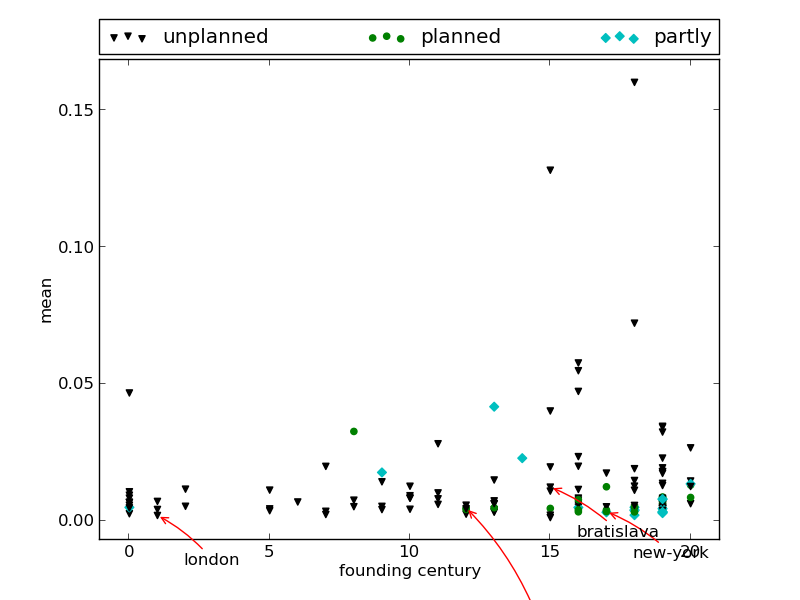 unplanned planned partly
0.15
0.10
0.05
0.00
mean
0 5 10 15 20
bratislava
new-york
london
founding century